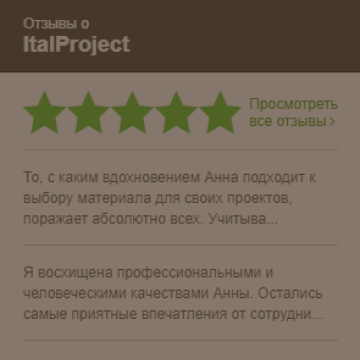 Отзывы о
ItalProject
Просмотреть
все отзывы >
То, с каким вдохновением Анна подходит к
выбору материала для своих проектов,
поражает абсолютно всех. Учитыва...
Я восхищена профессиональными и
человеческими качествами Анны. Остались
самые приятные впечатления от сотрудни...